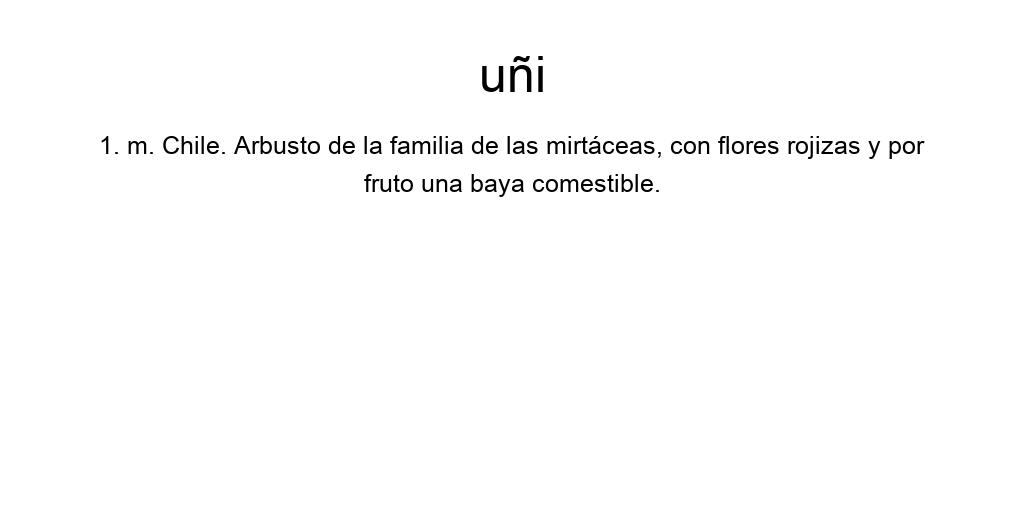 uñi
1. m. Chile. Arbusto de la familia de las mirtáceas, con flores rojizas y por
fruto una baya comestible.